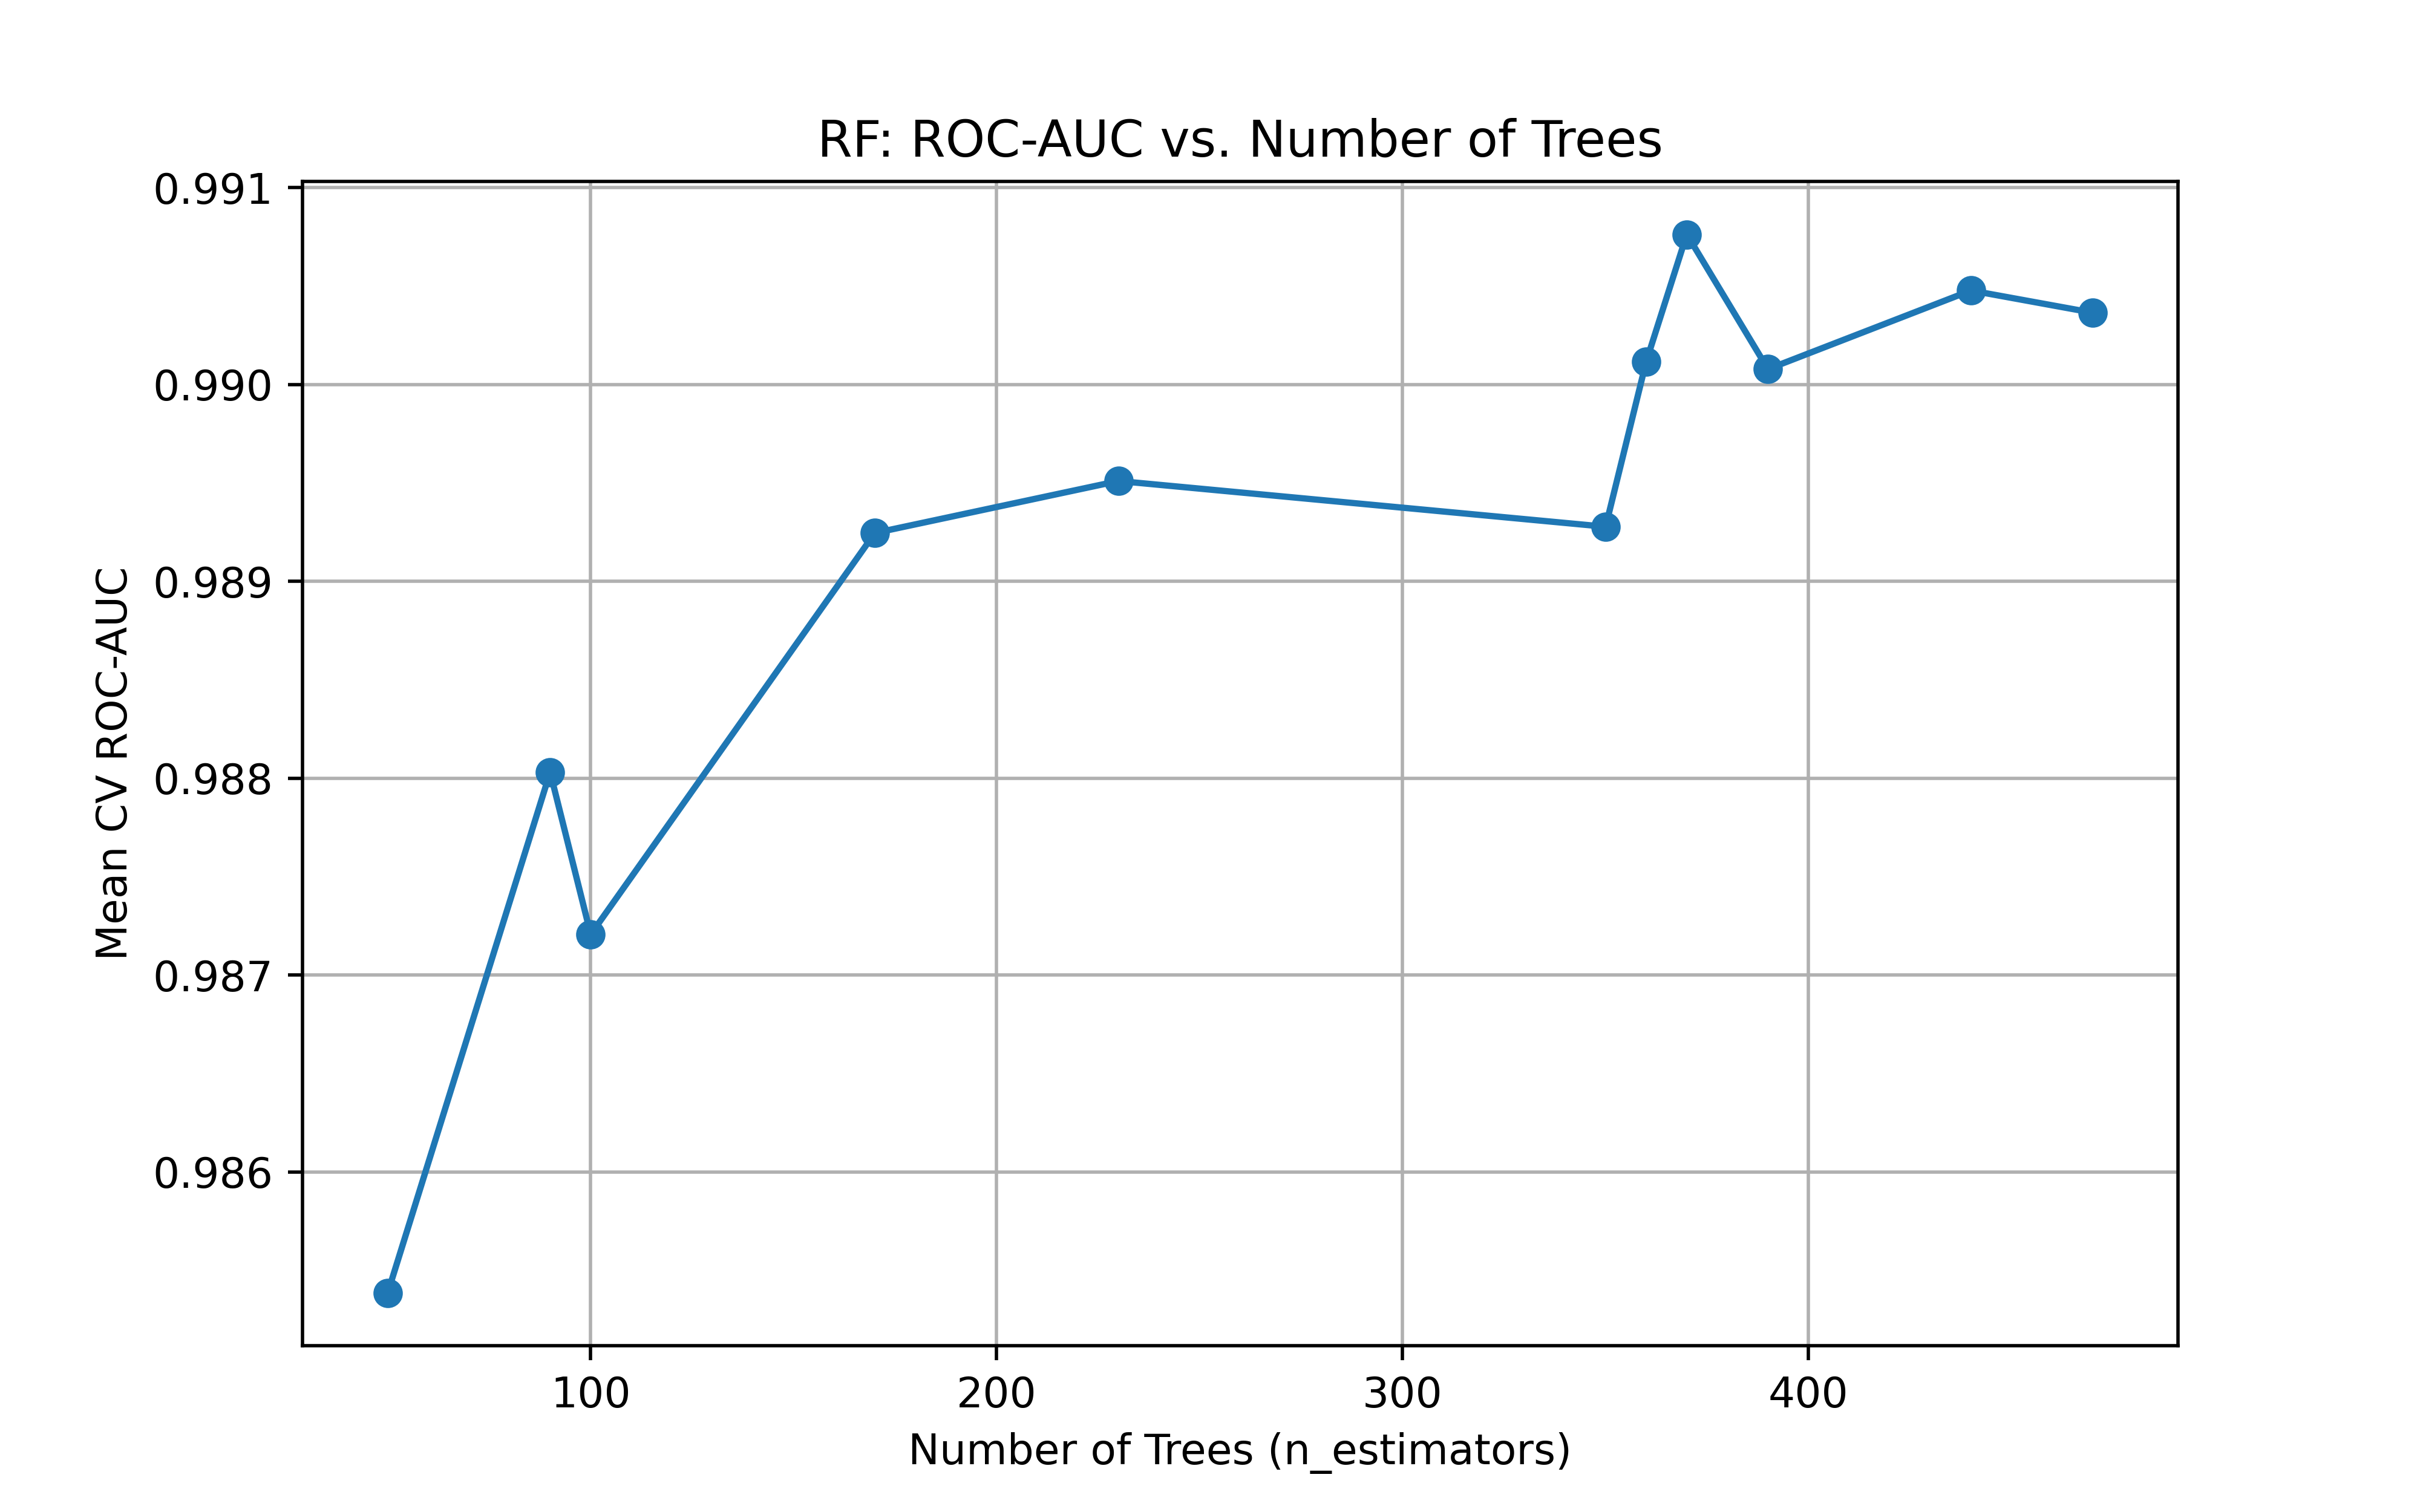 RF: ROC-AUC vs. Number of Trees
0.991
0.990
0.989
0.988
0.987
0.986
Mean CV ROC-AUC
100 200 300 400
Number of Trees (n_estimators)